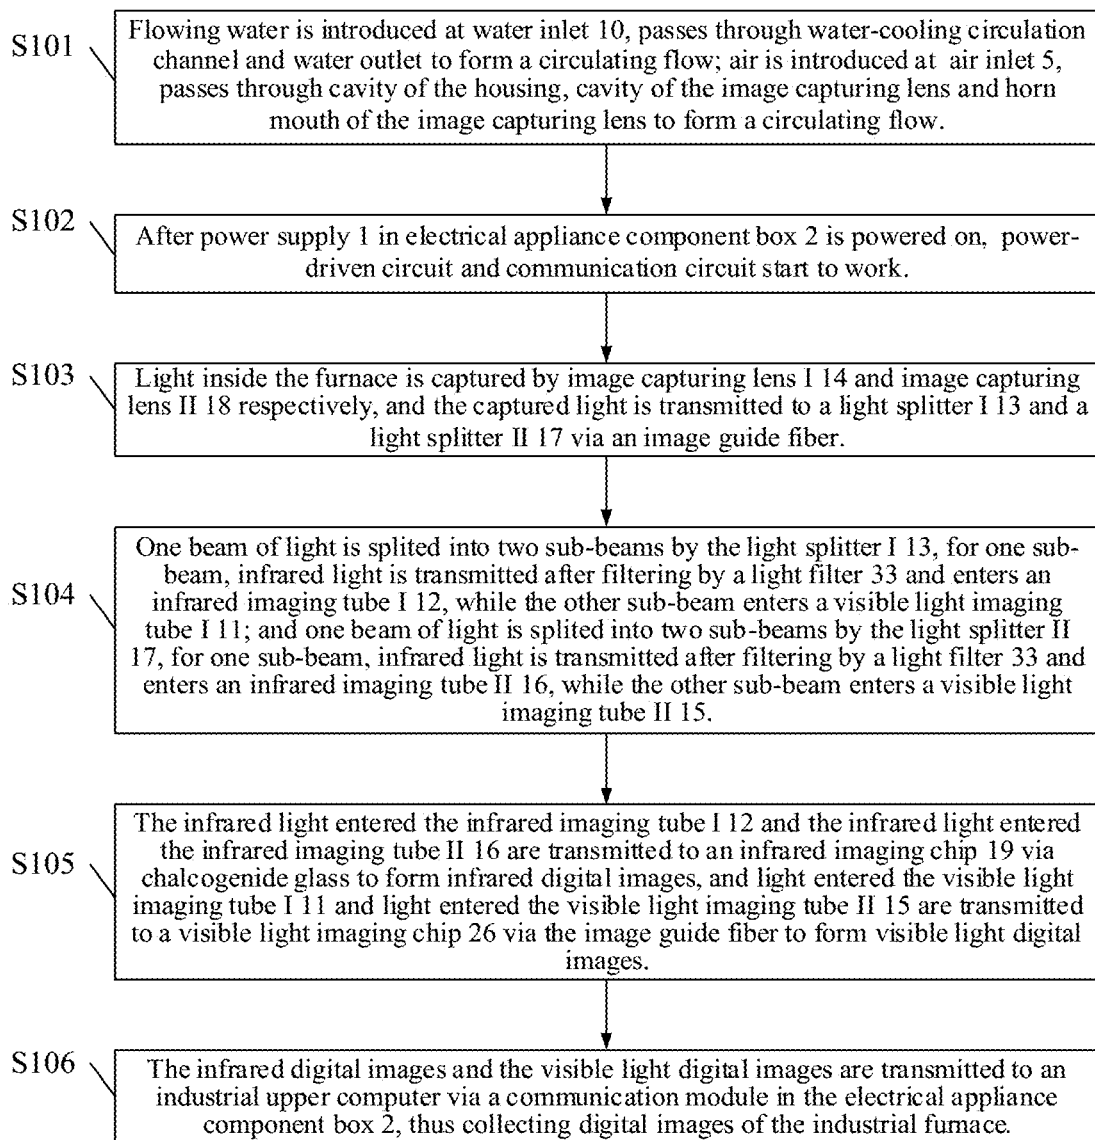 S101
Flowing water is introduced at water inlet 10, passes through water-cooling circulation
channel and water outlet to form a circulating flow; air is introduced at air inlet 5,
passes through cavity of the housing, cavity of the image capturing lens and horn
mouth of the image capturing lens to form a circulating flow.
S102
After power supply 1 in electrical appliance component box 2 is powered on, power-
driven circuit and communication circuit start to work.
S103
Light inside the furnace is captured by image capturing lens I 14 and image capturing
lens II 18 respectively, and the captured light is transmitted to a light splitter I 13 and a
light splitter II 17 via an image guide fiber.
S104
One beam of light is splited into two sub-beams by the light splitter I 13, for one sub-
beam, infrared light is transmitted after filtering by a light filter 33 and enters an
infrared imaging tube I 12, while the other sub-beam enters a visible light imaging
tube I 11; and one beam of light is splited into two sub-beams by the light splitter II
17, for one sub-beam, infrared light is transmitted after filtering by a light filter 33 and
enters an infrared imaging tube II 16, while the other sub-beam enters a visible light
imaging tube II 15.
S105
The infrared light entered the infrared imaging tube I 12 and the infrared light entered
the infrared imaging tube II 16 are transmitted to an infrared imaging chip 19 via
chalcogenide glass to form infrared digital images, and light entered the visible light
imaging tube I 11 and light entered the visible light imaging tube II 15 are transmitted
to a visible light imaging chip 26 via the image guide fiber to form visible light digital
images.
S106
The infrared digital images and the visible light digital images are transmitted to an
industrial upper computer via a communication module in the electrical appliance
component box 2, thus collecting digital images of the industrial furnace.